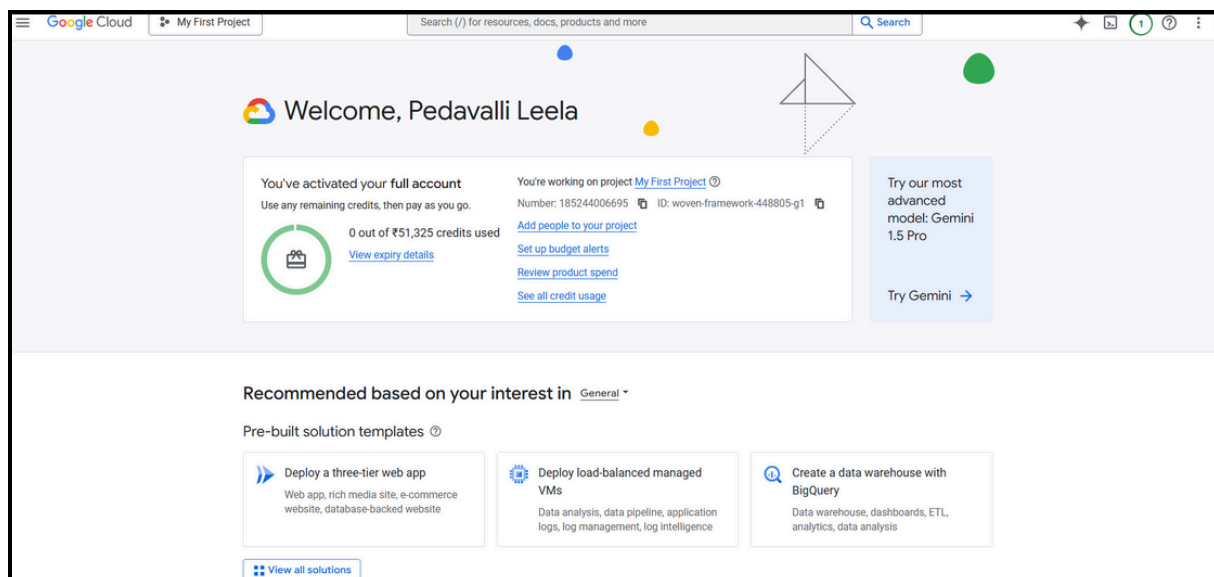 Google Cloud
My First Project
Search (/) for resources, docs, products and more
Search
1
Welcome, Pedavalli Leela
You've activated your full account
Use any remaining credits, then pay as you go.
0 out of ₹51,325 credits used
View expiry details
You're working on project My First Project
Number: 185244006695 ID: woven-framework-448805-g1
Add people to your project
Set up budget alerts
Review product spend
See all credit usage
Try our most
advanced
model: Gemini
1.5 Pro
Try Gemini →
Recommended based on your interest in General
Pre-built solution templates
Deploy a three-tier web app
Web app, rich media site, e-commerce
website, database-backed website
Deploy load-balanced managed
VMs
Data analysis, data pipeline, application
logs, log management, log intelligence
Create a data warehouse with
BigQuery
Data warehouse, dashboards, ETL,
analytics, data analysis
View all solutions